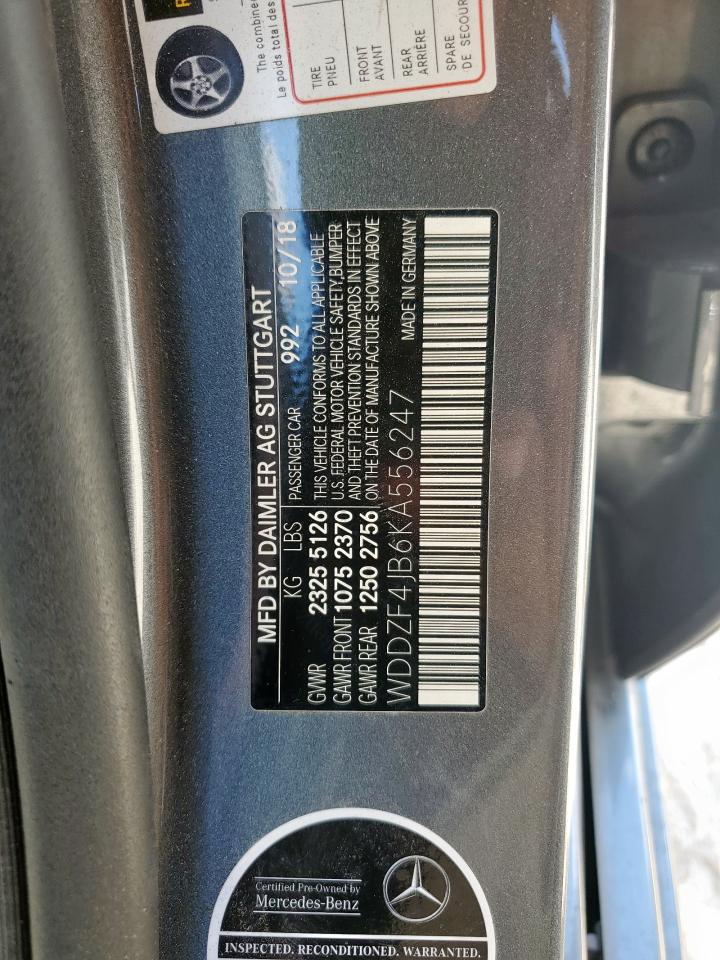 The combine
Le poids total des
TIRE
PNEU
FRONT
AVANT
REAR
ARRIÈRE
SPARE
DE SECOUR
MFD BY DAIMLER AG STUTTGART
KG LBS PASSENGER CAR 992 10/18
GVWR 2325 5126 THIS VEHICLE CONFORMS TO ALL APPLICABLE
GAWR FRONT 1075 2370 U.S. FEDERAL MOTOR VEHICLE SAFETY,BUMPER
AND THEFT PREVENTION STANDARDS IN EFFECT
GAWR REAR 1250 2756 ON THE DATE OF MANUFACTURE SHOWN ABOVE
WDDZF4JB6KA556247 MADE IN GERMANY
Certified Pre-Owned by
Mercedes-Benz
INSPECTED. RECONDITIONED. WARRANTED.